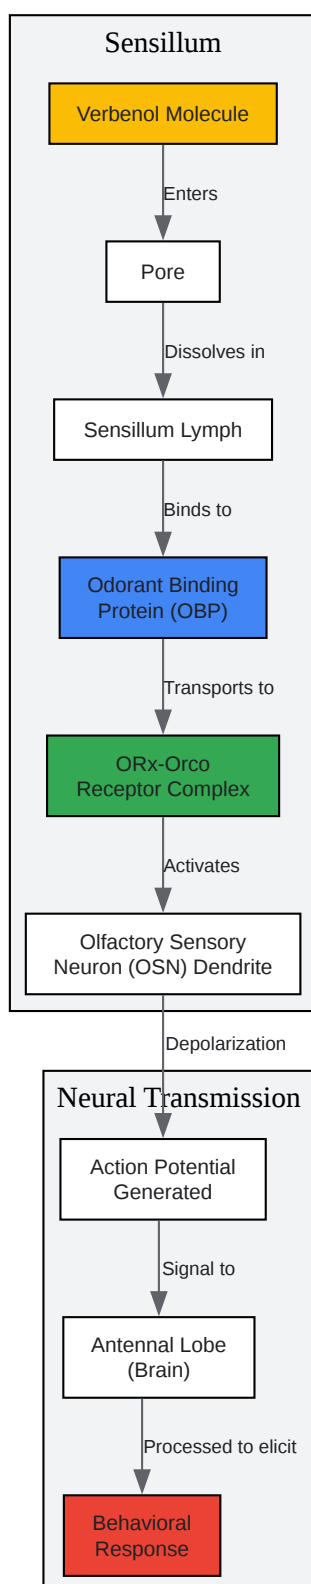 Sensillum
Verbenol Molecule
Enters
Pore
Dissolves in
Sensillum Lymph
Binds to
Odorant Binding
Protein (OBP)
Transports to
ORx-Orco
Receptor Complex
Activates
Olfactory Sensory
Neuron (OSN) Dendrite
Depolarization
Neural Transmission
Action Potential
Generated
Signal to
Antennal Lobe
(Brain)
Processed to elicit
Behavioral
Response